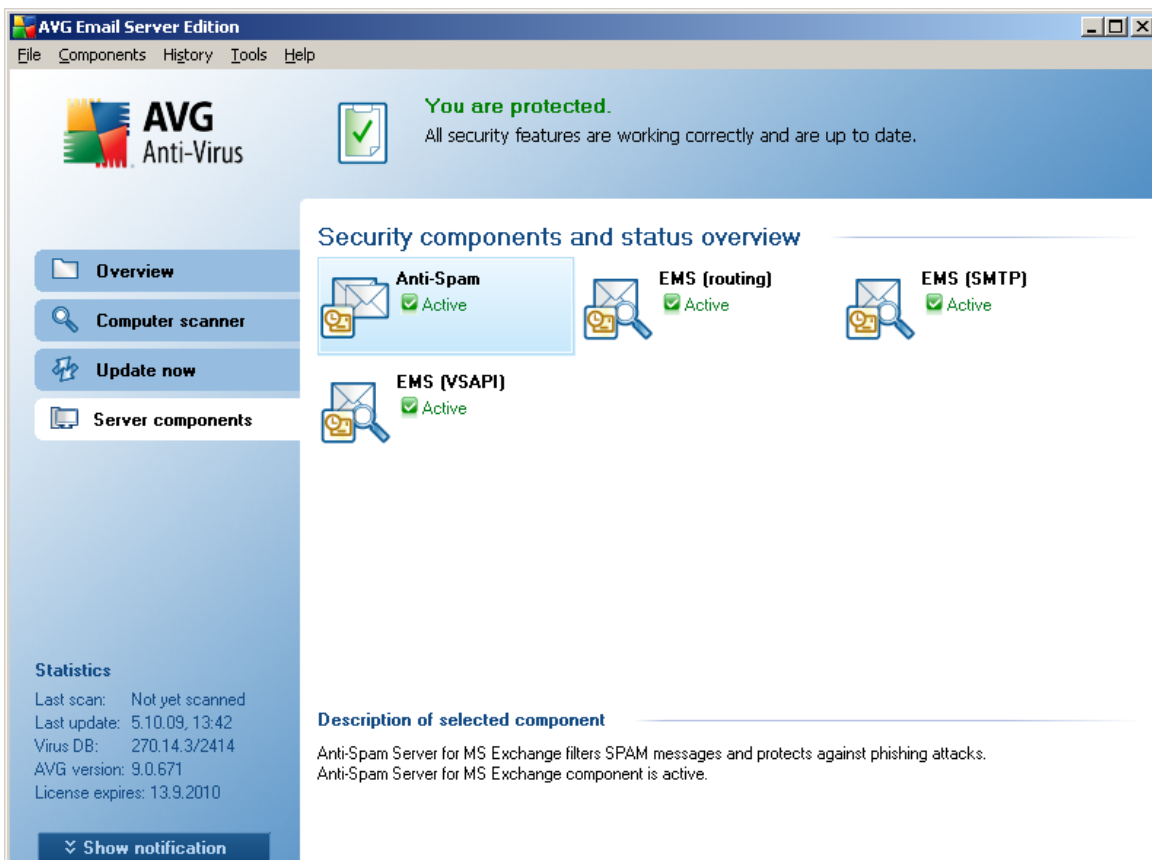 AVG Email Server Edition
File Components History Tools Help
AVG
Anti-Virus
You are protected.
All security features are working correctly and are up to date.
Overview
Computer scanner
Update now
Server components
Security components and status overview
Anti-Spam
Active
EMS (routing)
Active
EMS (SMTP)
Active
EMS (VSAPI)
Active
Statistics
Last scan: Not yet scanned
Last update: 5.10.09, 13:42
Virus DB: 270.14.3/2414
AVG version: 9.0.671
License expires: 13.9.2010
Show notification
Description of selected component
Anti-Spam Server for MS Exchange filters SPAM messages and protects against phishing attacks.
Anti-Spam Server for MS Exchange component is active.